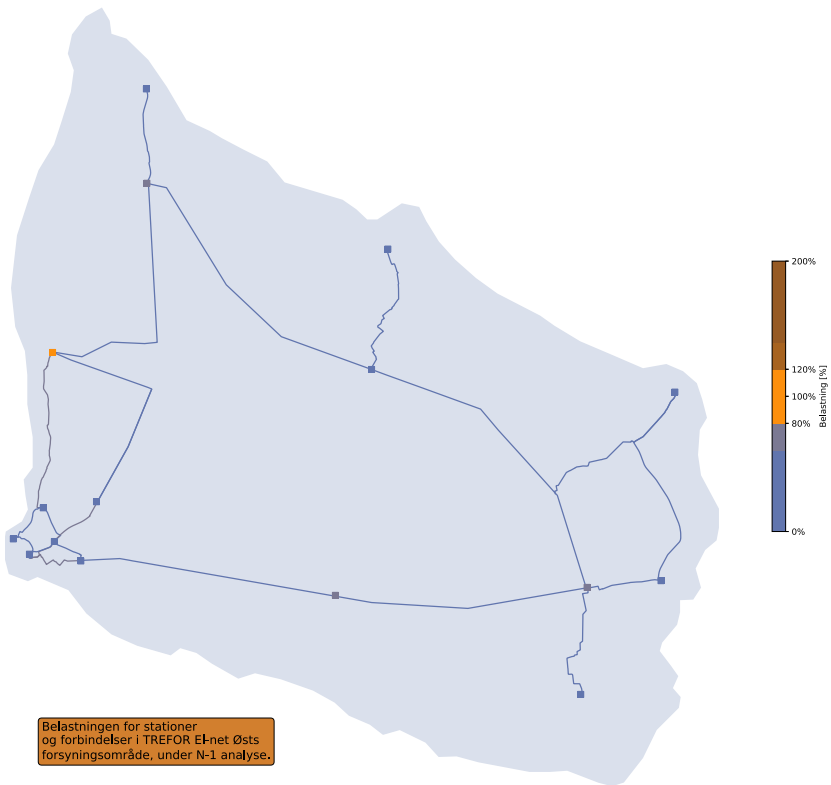 200%
120%
100%
80%
0%
Belastning [%]
Belastningen for stationer
og forbindelser i TREFOR El-net Østs
forsyningsområde, under N-1 analyse.